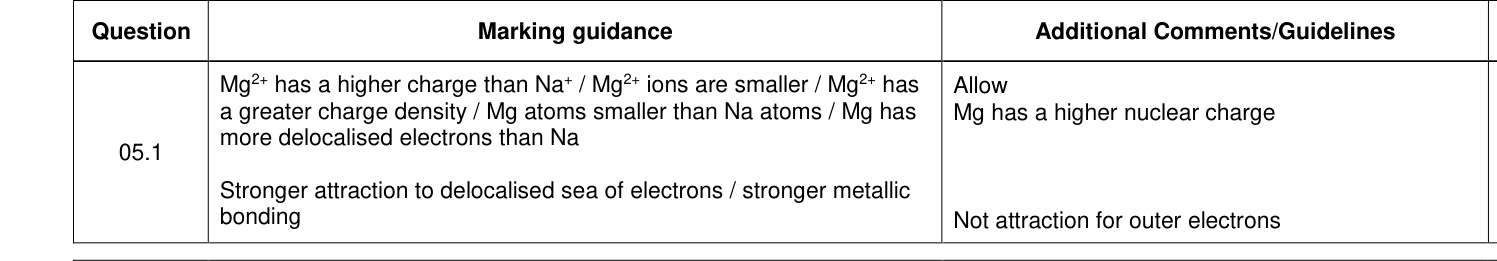 Question Marking guidance Additional Comments/Guidelines
05.1
Mg²⁺ has a higher charge than Na⁺ / Mg²⁺ ions are smaller / Mg²⁺ has
a greater charge density / Mg atoms smaller than Na atoms / Mg has
more delocalised electrons than Na
Stronger attraction to delocalised sea of electrons / stronger metallic
bonding
Allow
Mg has a higher nuclear charge
Not attraction for outer electrons